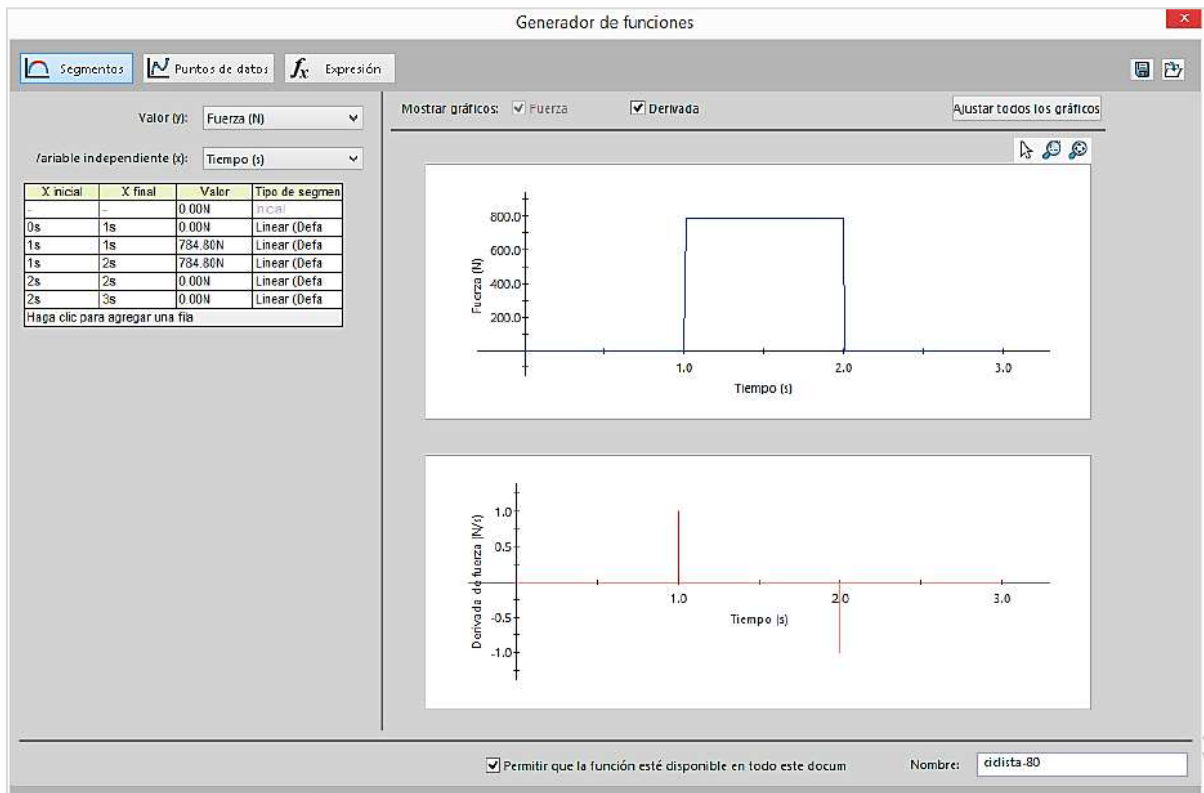 Generador de funciones
Segmentos Puntos de datos fx Expresión
Valor (y): Fuerza (N)
/ariable independiente (x): Tiempo (s)
X inicial X final Valor Tipo de segmen
- - 0.00N Inicial
0s 1s 0.00N Linear (Defa
1s 1s 784.80N Linear (Defa
1s 2s 784.80N Linear (Defa
2s 2s 0.00N Linear (Defa
2s 3s 0.00N Linear (Defa
Haga clic para agregar una fila
Mostrar gráficos: Fuerza Derivada Ajustar todos los gráficos
800.0
600.0
400.0
200.0
Fuerza (N)
1.0 2.0 3.0
Tiempo (s)
1.0
0.5
-0.5
-1.0
Derivada de fuerza (N/s)
1.0 2.0 3.0
Tiempo (s)
Permitir que la función esté disponible en todo este docum
Nombre: ciclista-80